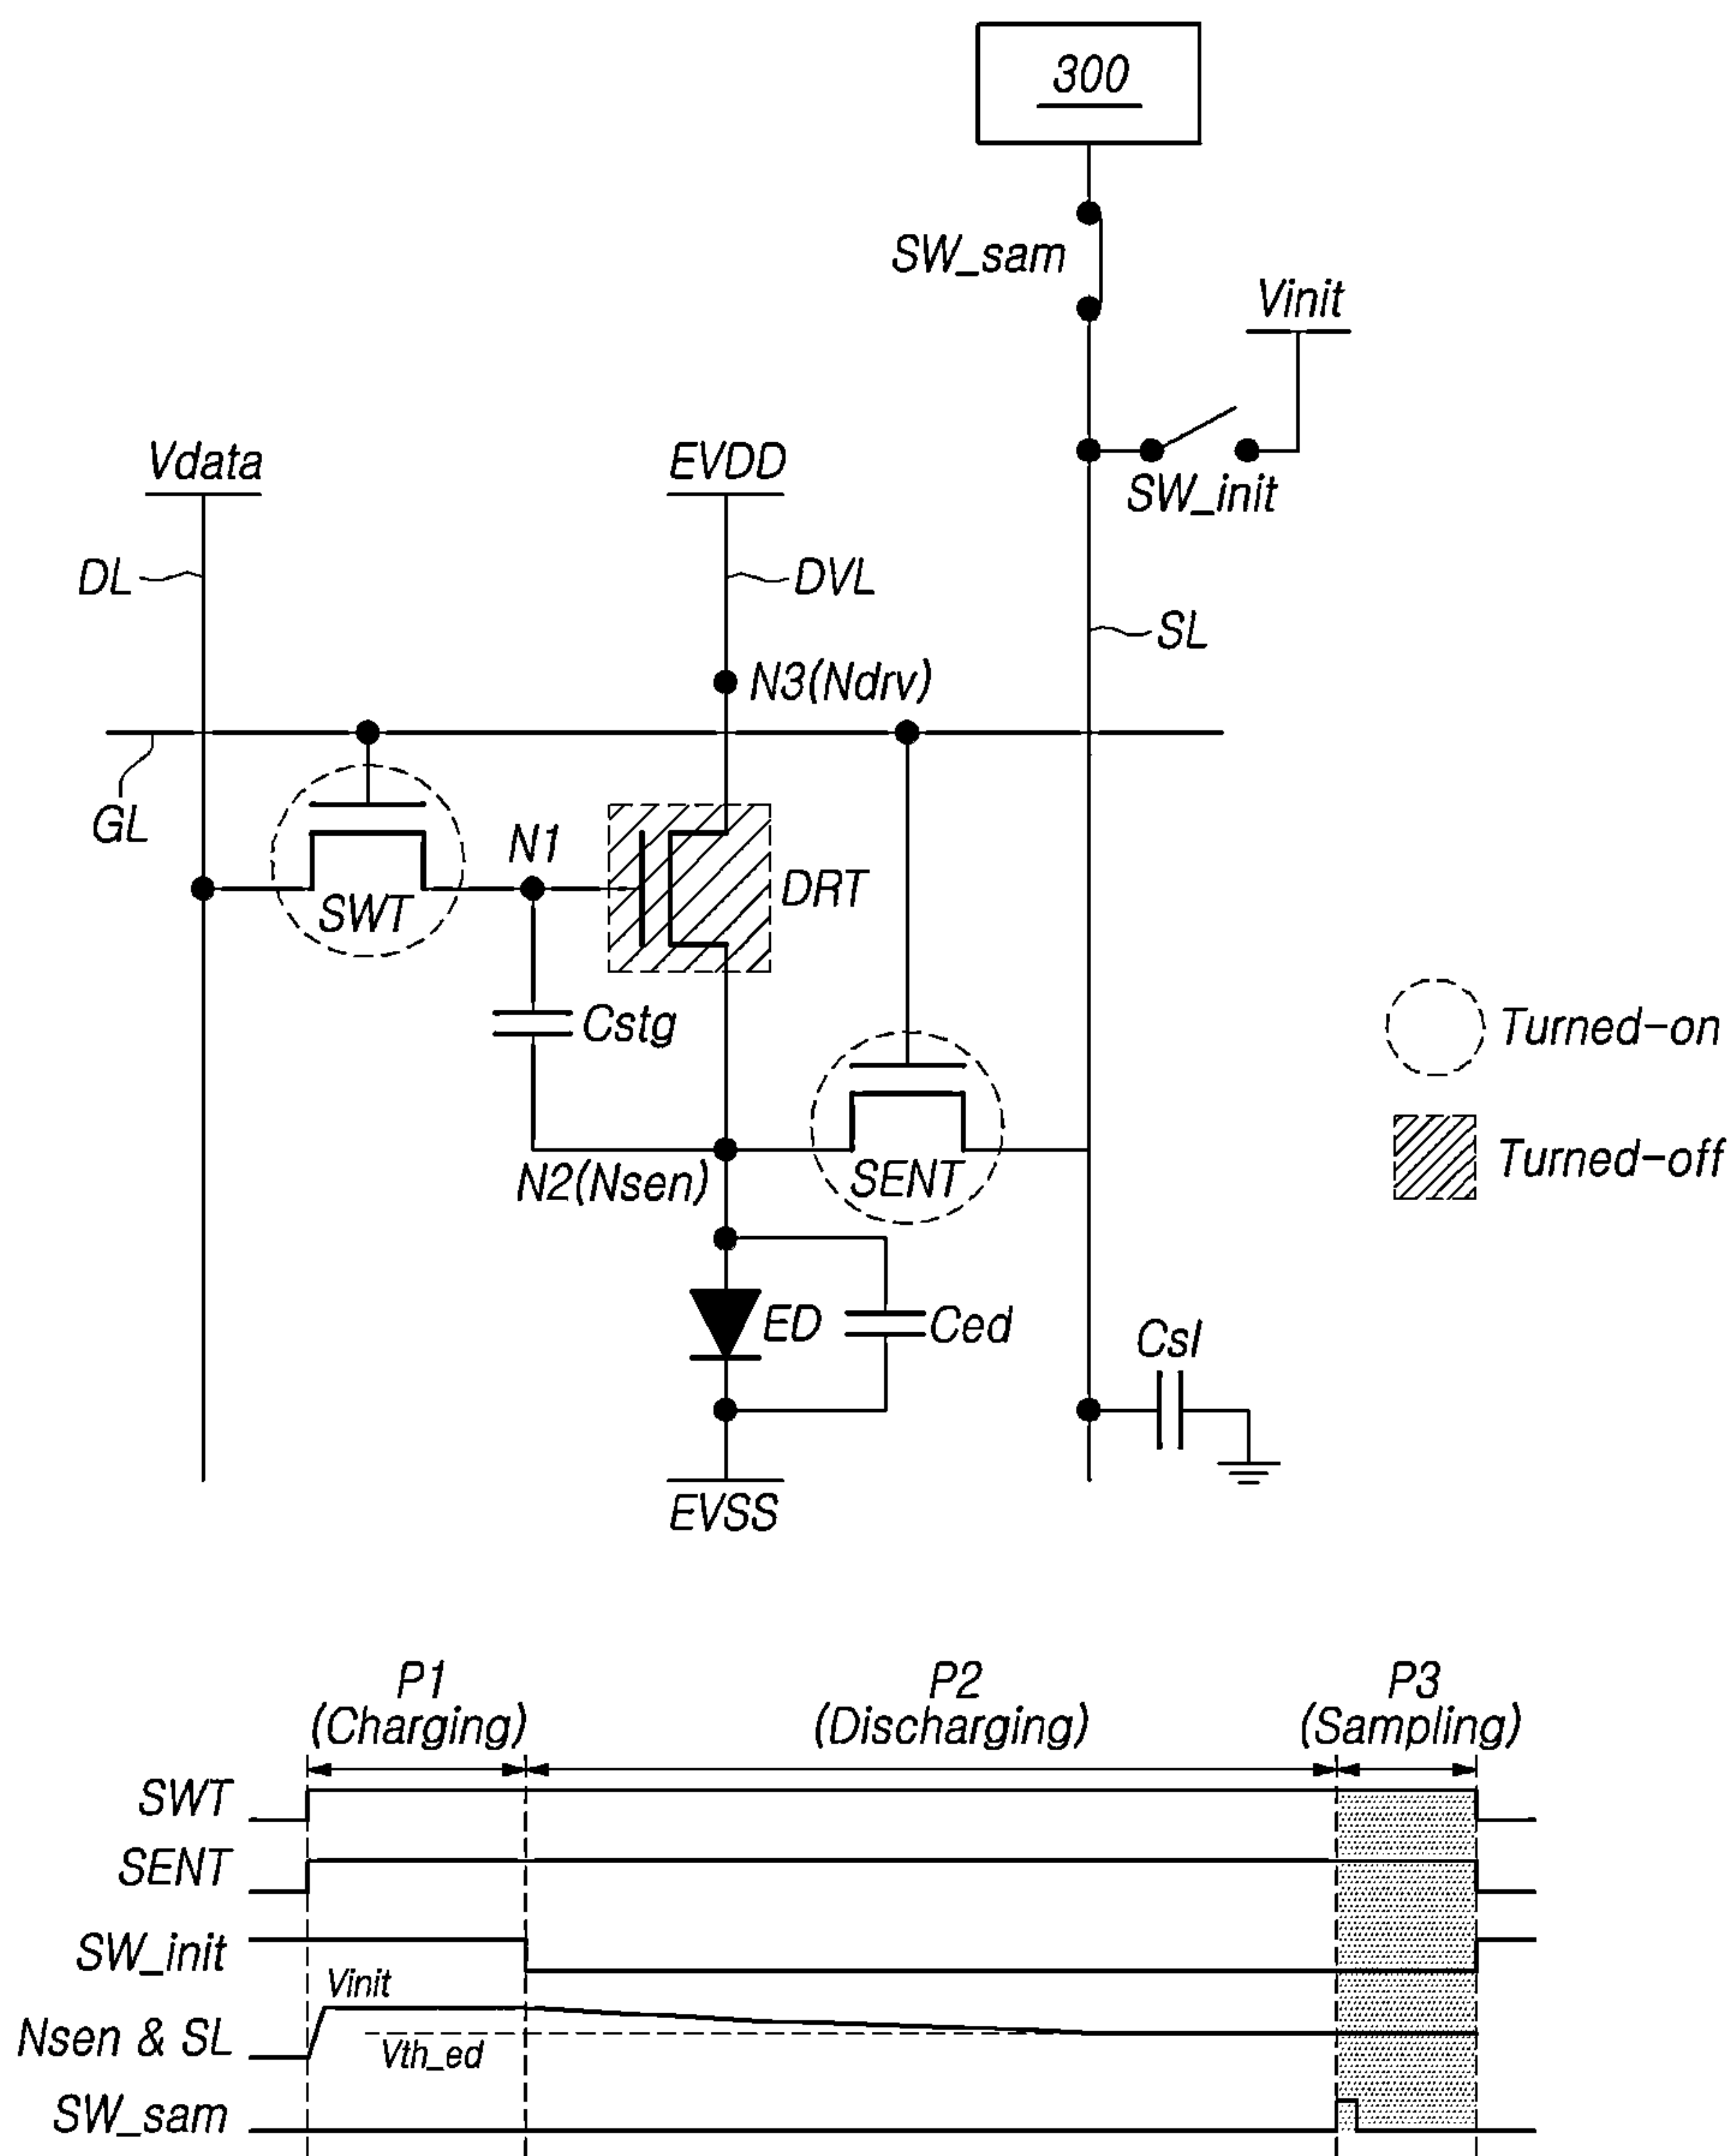 300
SW_sam
Vinit
SW_init
Vdata
EVDD
DL
DVL
SL
N3(Ndrv)
GL
N1
SWT
DRT
Cstg
Turned-on
N2(Nsen)
SENT
Turned-off
ED
Ced
Csl
EVSS
P1
(Charging)
P2
(Discharging)
P3
(Sampling)
SWT
SENT
SW_init
Vinit
Nsen & SL
Vth_ed
SW_sam